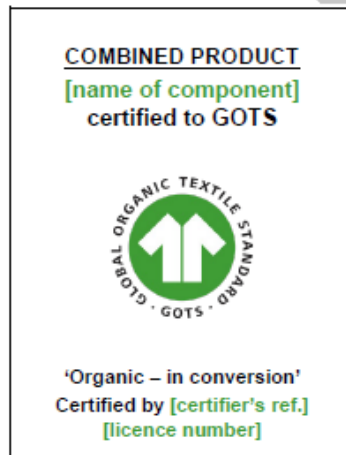 COMBINED PRODUCT
[name of component]
certified to GOTS
GLOBAL ORGANIC TEXTILE STANDARD · GOTS ·
‘Organic – in conversion’
Certified by [certifier’s ref.]
[licence number]